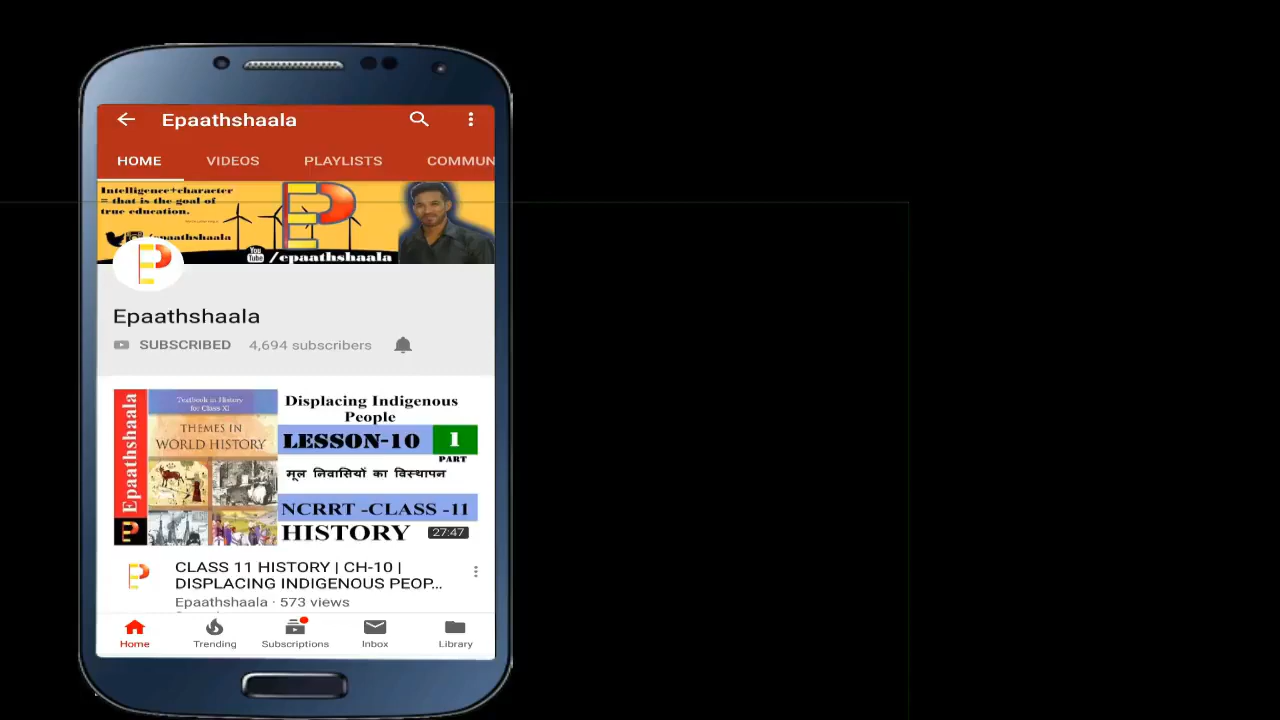 Epaathshaala
HOME VIDEOS PLAYLISTS COMMUN
Intelligence+character
= that is the goal of
true education.
/epaathshaala
You
Tube /epaathshaala
Epaathshaala
SUBSCRIBED 4,694 subscribers
Epaathshaala
Textbook in History
for Class XI
THEMES IN
WORLD HISTORY
Displacing Indigenous
People
LESSON-10 1
PART
मूल निवासियों का विस्थापन
NCRRT -CLASS -11
HISTORY 27:47
CLASS 11 HISTORY | CH-10 |
DISPLACING INDIGENOUS PEOP...
Epaathshaala · 573 views
Home Trending Subscriptions Inbox Library